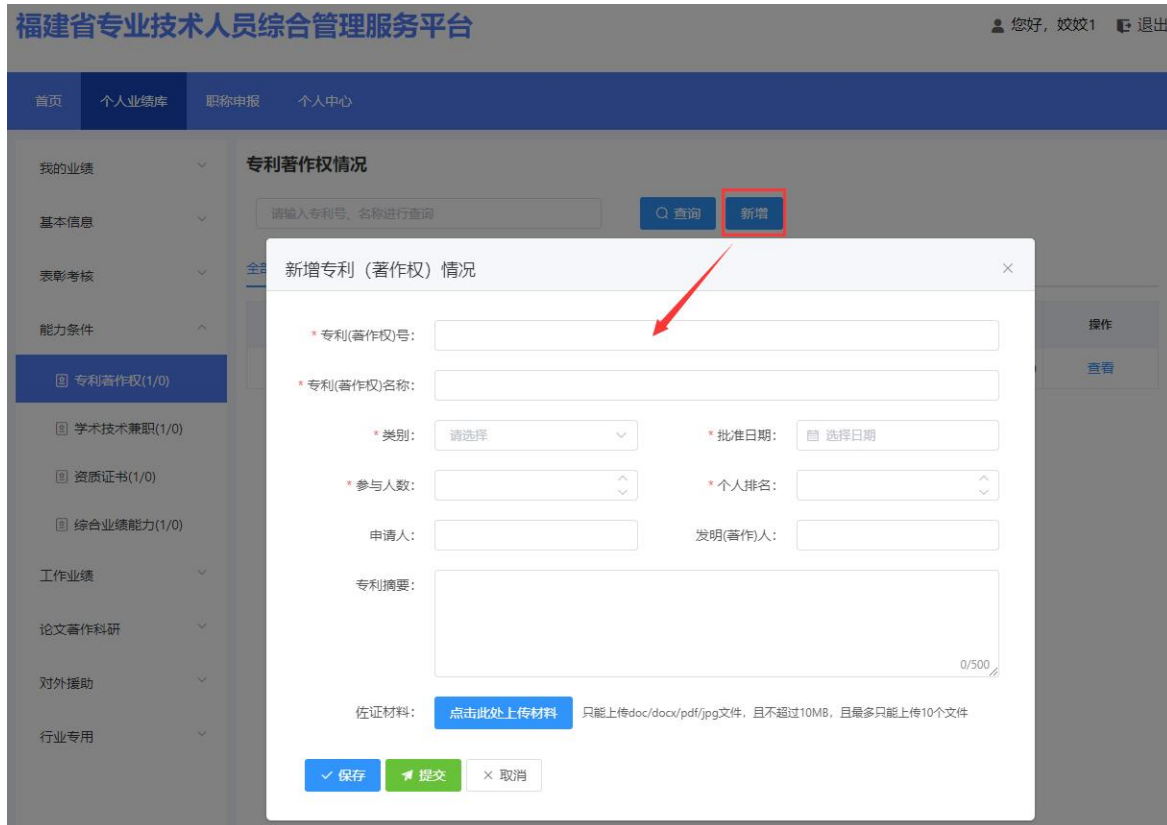 福建省专业技术人员综合管理服务平台
您好，姣姣1 退出
首页 个人业绩库 职称申报 个人中心
我的业绩
基本信息
表彰考核
能力条件
专利著作权(1/0)
学术技术兼职(1/0)
资质证书(1/0)
综合业绩能力(1/0)
工作业绩
论文著作科研
对外援助
行业专用
专利著作权情况
请输入专利号、名称进行查询 查询 新增
全部
操作
查看
新增专利（著作权）情况
* 专利(著作权)号：
* 专利(著作权)名称：
* 类别： 请选择 * 批准日期： 选择日期
* 参与人数： * 个人排名：
申请人： 发明(著作)人：
专利摘要：
0/500
佐证材料： 点击此处上传材料 只能上传doc/docx/pdf/jpg文件，且不超过10MB，且最多只能上传10个文件
保存 提交 取消